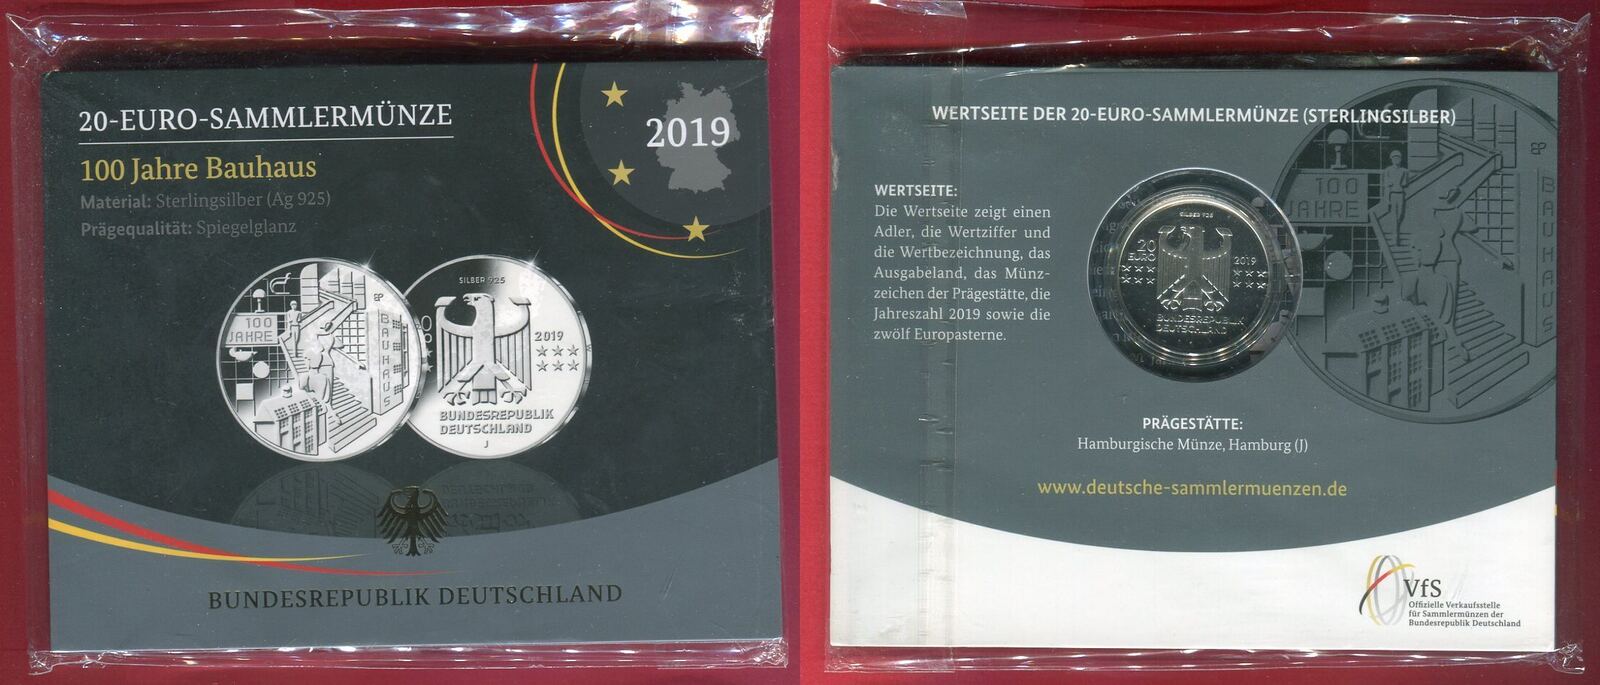 20-EURO-SAMMLERMÜNZE
100 Jahre Bauhaus
Material: Sterlingsilber (Ag 925)
Prägequalität: Spiegelglanz
2019
100
JAHRE
BAUHAUS
SILBER 925
2019
BUNDESREPUBLIK
DEUTSCHLAND
J
BUNDESREPUBLIK DEUTSCHLAND
WERTSEITE DER 20-EURO-SAMMLERMÜNZE (STERLINGSILBER)
WERTSEITE:
Die Wertseite zeigt einen
Adler, die Wertziffer und
die Wertbezeichnung, das
Ausgabeland, das Münz-
zeichen der Prägestätte, die
Jahreszahl 2019 sowie die
zwölf Europasterne.
SILBER 925
20
EURO
2019
BUNDESREPUBLIK
DEUTSCHLAND
100
JAHRE
BAUHAUS
PRÄGESTÄTTE:
Hamburgische Münze, Hamburg (J)
www.deutsche-sammlermuenzen.de
VfS
Offizielle Verkaufsstelle
für Sammlermünzen der
Bundesrepublik Deutschland